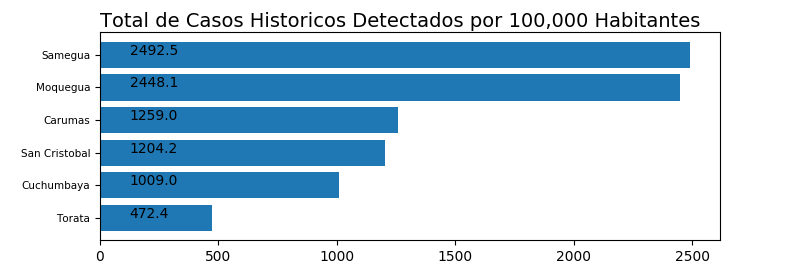 Total de Casos Historicos Detectados por 100,000 Habitantes
Samegua 2492.5
Moquegua 2448.1
Carumas 1259.0
San Cristobal 1204.2
Cuchumbaya 1009.0
Torata 472.4
0 500 1000 1500 2000 2500